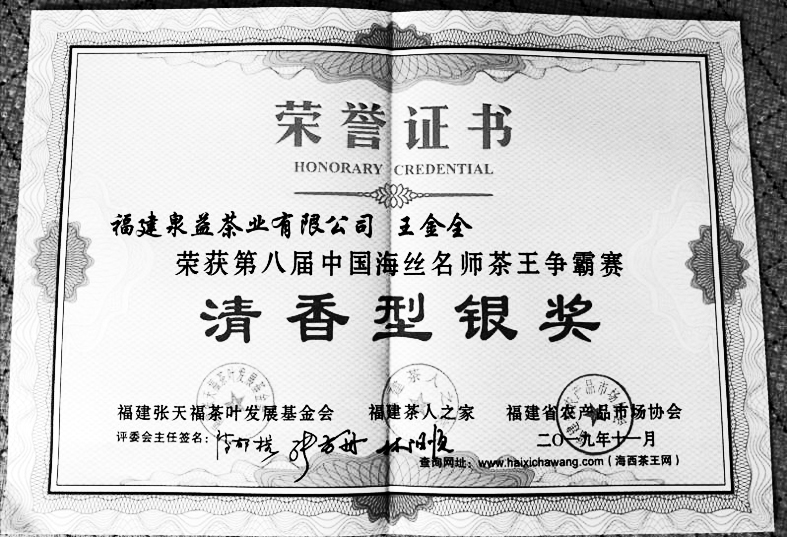 荣誉证书
HONORARY CREDENTIAL
福建泉益茶业有限公司 王金全
荣获第八届中国海丝名师茶王争霸赛
清香型银奖
福建张天福茶叶发展基金会 福建茶人之家 福建省农产品市场协会
评委会主任签名： 二〇一九年十一月
查询网址：www.haixichawang.com（海西茶王网）